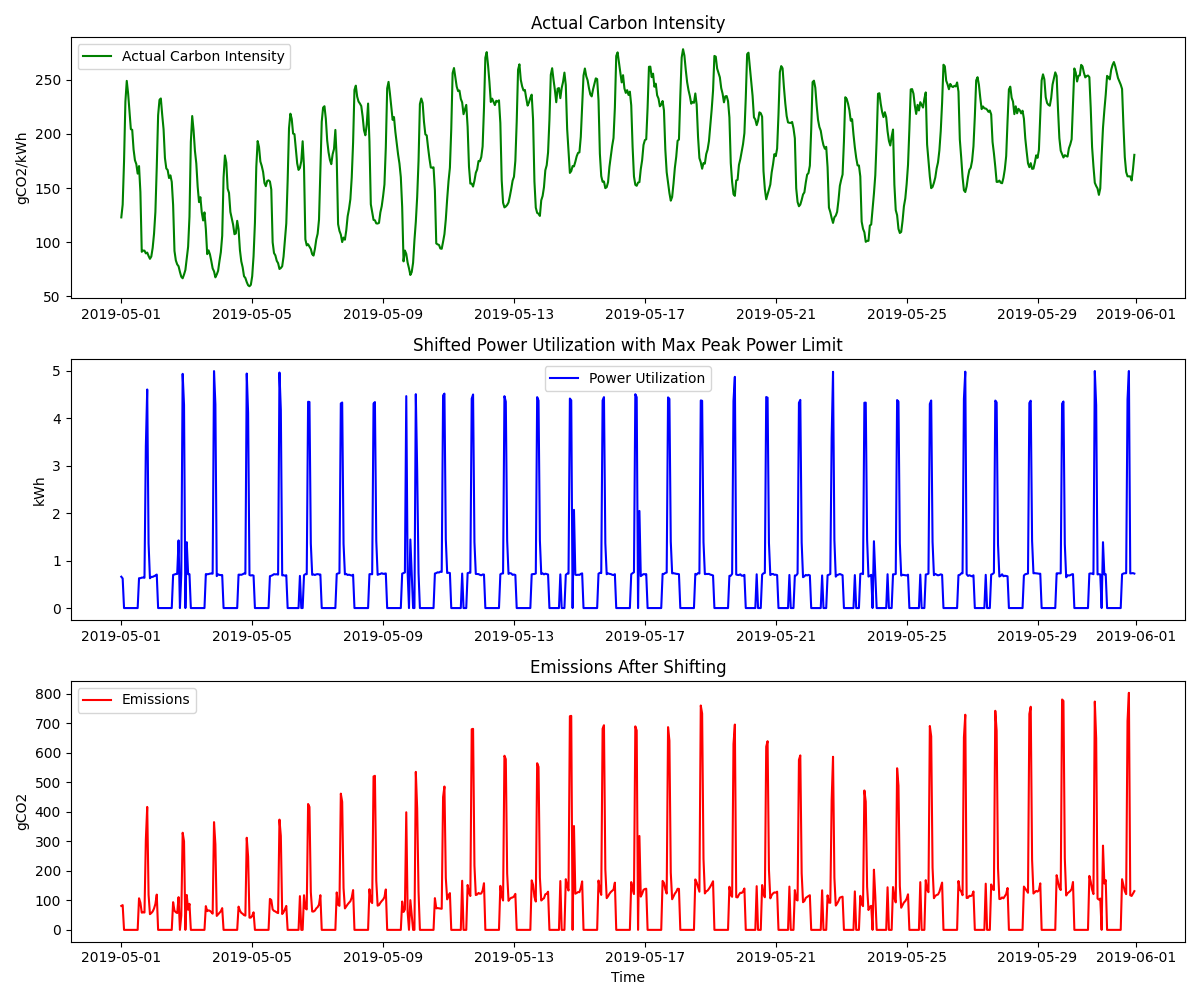 Actual Carbon Intensity
Actual Carbon Intensity
gCO2/kWh
250
200
150
100
50
2019-05-01 2019-05-05 2019-05-09 2019-05-13 2019-05-17 2019-05-21 2019-05-25 2019-05-29 2019-06-01
Shifted Power Utilization with Max Peak Power Limit
Power Utilization
kWh
5
4
3
2
1
0
2019-05-01 2019-05-05 2019-05-09 2019-05-13 2019-05-17 2019-05-21 2019-05-25 2019-05-29 2019-06-01
Emissions After Shifting
Emissions
gCO2
800
700
600
500
400
300
200
100
0
2019-05-01 2019-05-05 2019-05-09 2019-05-13 2019-05-17 2019-05-21 2019-05-25 2019-05-29 2019-06-01
Time